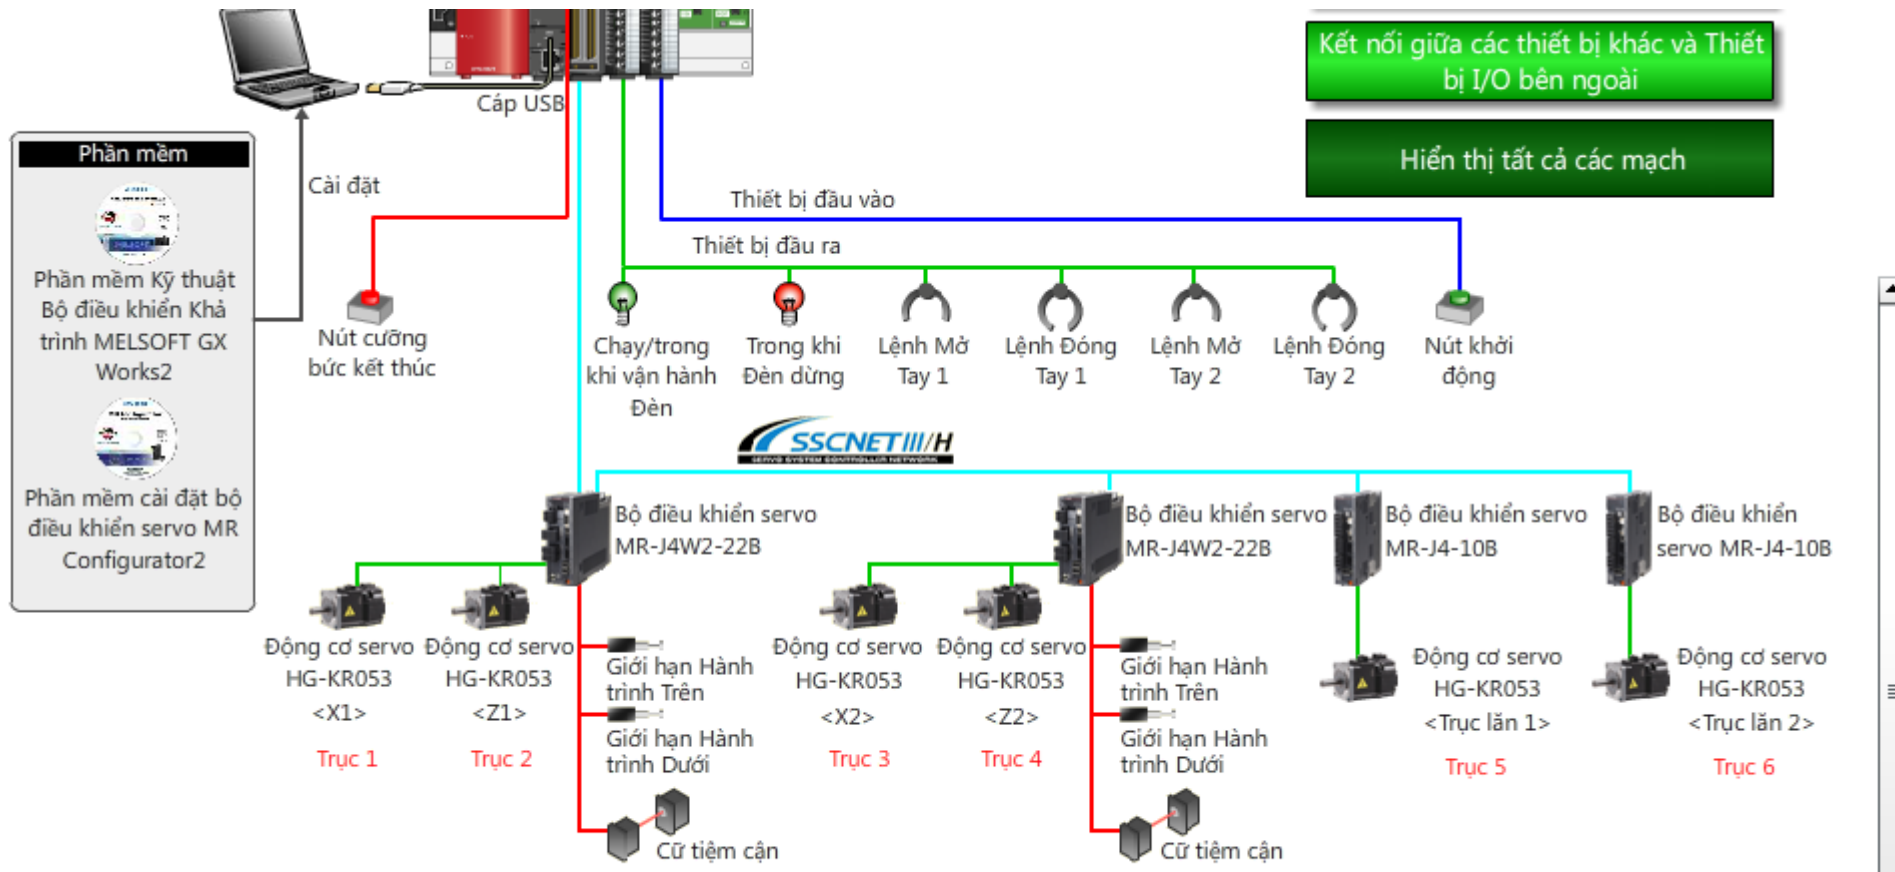 Kết nối giữa các thiết bị khác và Thiết
bị I/O bên ngoài
Hiển thị tất cả các mạch
Cáp USB
Phần mềm
Cài đặt
Phần mềm Kỹ thuật
Bộ điều khiển Khả
trình MELSOFT GX
Works2
Phần mềm cài đặt bộ
điều khiển servo MR
Configurator2
Thiết bị đầu vào
Thiết bị đầu ra
Nút cưỡng
bức kết thúc
Chạy/trong
khi vận hành
Đèn
Trong khi
Đèn dừng
Lệnh Mở
Tay 1
Lệnh Đóng
Tay 1
Lệnh Mở
Tay 2
Lệnh Đóng
Tay 2
Nút khởi
động
SSCNETIII/H
SERVO SYSTEM CONTROLLER NETWORK
Bộ điều khiển servo
MR-J4W2-22B
Bộ điều khiển servo
MR-J4W2-22B
Bộ điều khiển servo
MR-J4-10B
Bộ điều khiển
servo MR-J4-10B
Động cơ servo
HG-KR053
<X1>
Trục 1
Động cơ servo
HG-KR053
<Z1>
Trục 2
Giới hạn Hành
trình Trên
Giới hạn Hành
trình Dưới
Cữ tiệm cận
Động cơ servo
HG-KR053
<X2>
Trục 3
Động cơ servo
HG-KR053
<Z2>
Trục 4
Giới hạn Hành
trình Trên
Giới hạn Hành
trình Dưới
Cữ tiệm cận
Động cơ servo
HG-KR053
<Trục lăn 1>
Trục 5
Động cơ servo
HG-KR053
<Trục lăn 2>
Trục 6